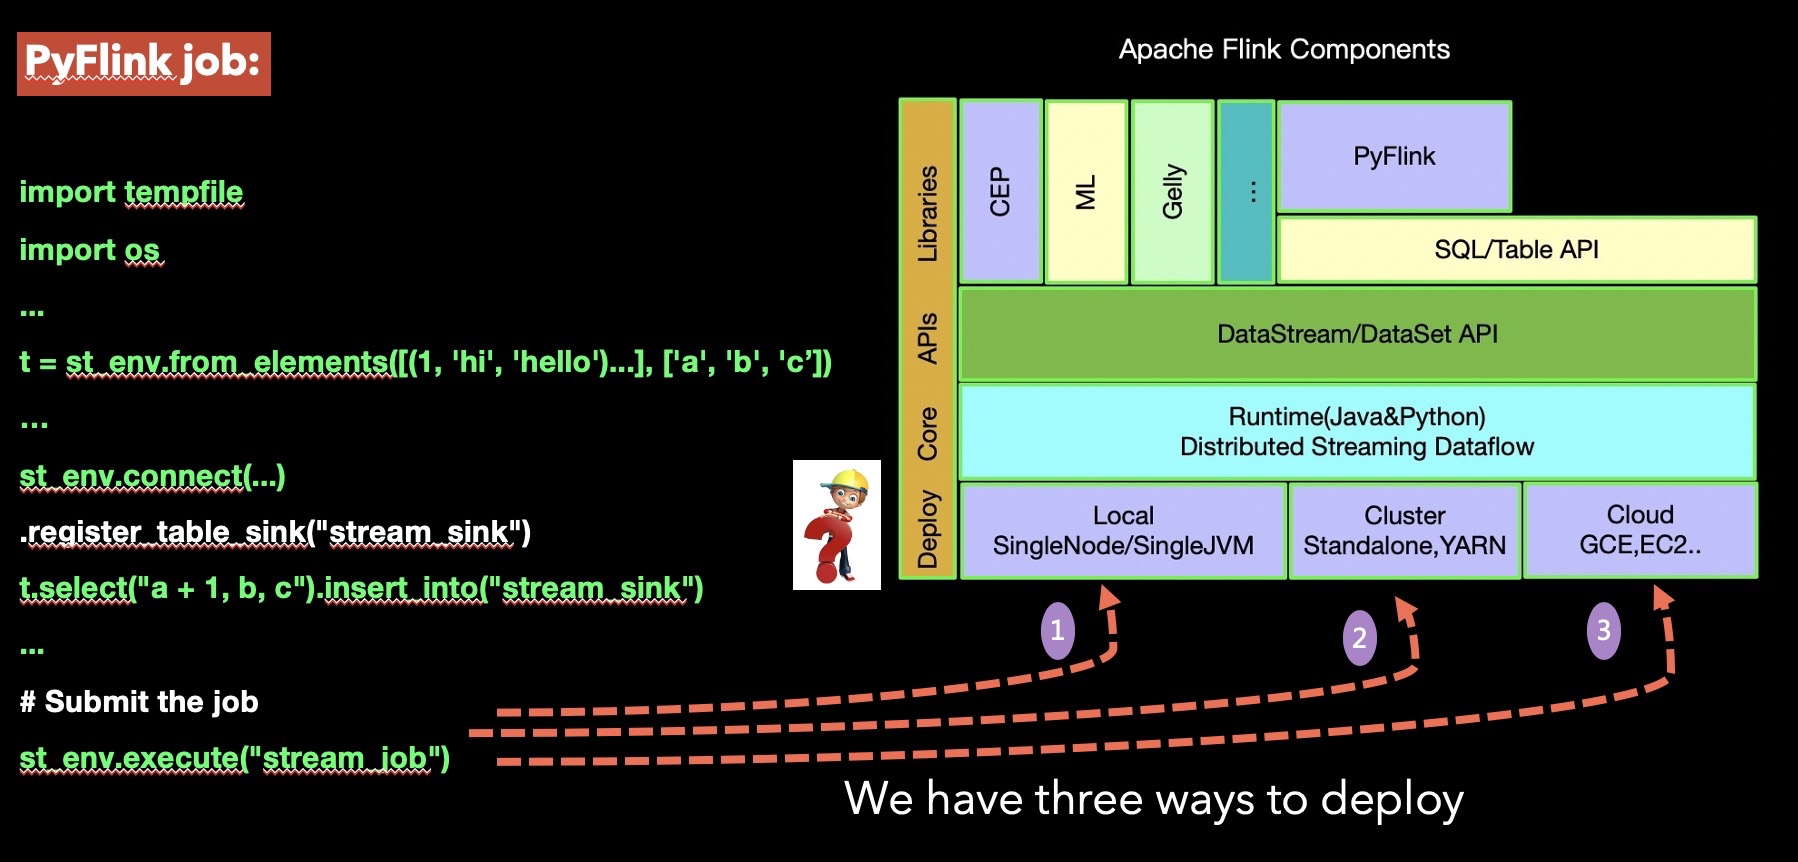 PyFlink job:
import tempfile
import os
...
t = st_env.from_elements([(1, 'hi', 'hello')...], ['a', 'b', 'c’])
...
st_env.connect(...)
.register_table_sink("stream_sink")
t.select("a + 1, b, c").insert_into("stream_sink")
...
# Submit the job
st_env.execute("stream_job")
Apache Flink Components
Libraries
CEP
ML
Gelly
...
PyFlink
SQL/Table API
APIs
DataStream/DataSet API
Core
Runtime(Java&Python)
Distributed Streaming Dataflow
Deploy
Local
SingleNode/SingleJVM
Cluster
Standalone,YARN
Cloud
GCE,EC2..
?
1
2
3
We have three ways to deploy